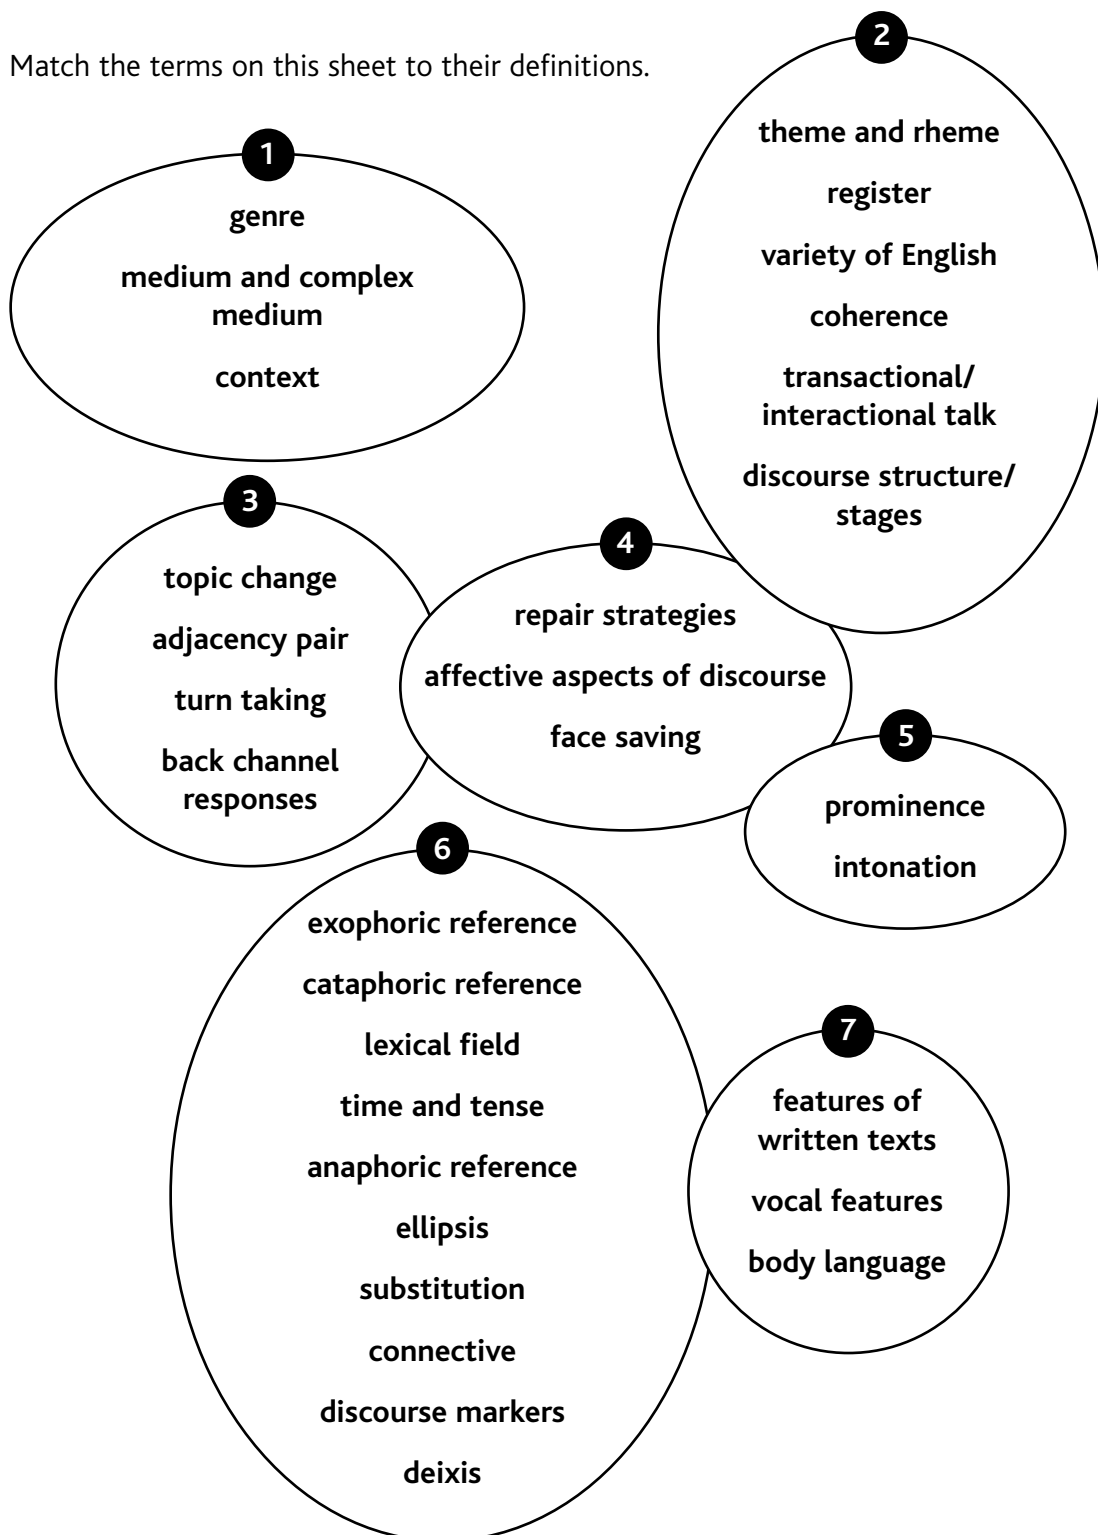 Match the terms on this sheet to their definitions.
1
genre
medium and complex
medium
context
2
theme and rheme
register
variety of English
coherence
transactional/
interactional talk
discourse structure/
stages
3
topic change
adjacency pair
turn taking
back channel
responses
4
repair strategies
affective aspects of discourse
face saving
5
prominence
intonation
6
exophoric reference
cataphoric reference
lexical field
time and tense
anaphoric reference
ellipsis
substitution
connective
discourse markers
deixis
7
features of
written texts
vocal features
body language